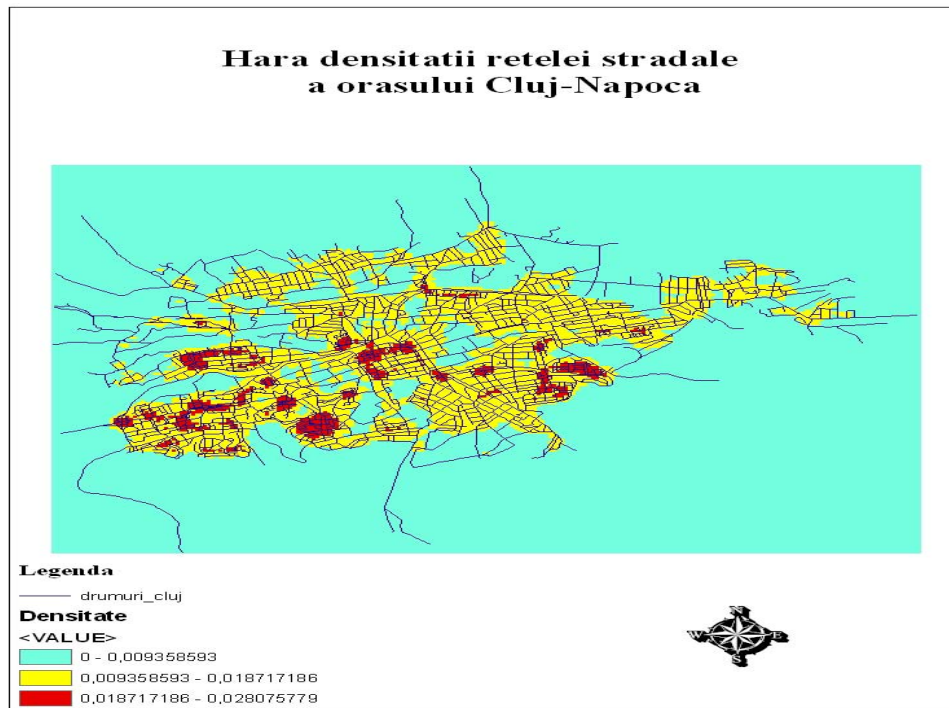 Hara densitatii retelei stradale
a orasului Cluj-Napoca
Legenda
drumuri_cluj
Densitate
<VALUE>
0 - 0,009358593
0,009358593 - 0,018717186
0,018717186 - 0,028075779
N
W E
S